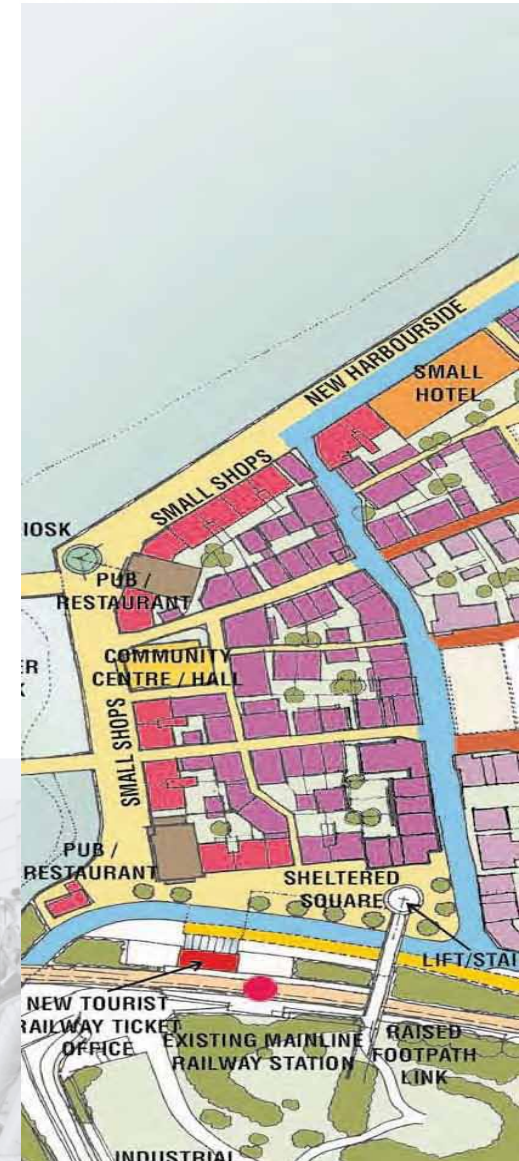 NEW HARBOURSIDE
SMALL
HOTEL
SMALL SHOPS
IOSK
PUB /
RESTAURANT
ER
K
COMMUNITY
CENTRE / HALL
SMALL SHOPS
PUB /
RESTAURANT
SHELTERED
SQUARE
LIFT/STAI
NEW TOURIST
RAILWAY TICKET
OFFICE
EXISTING MAINLINE
RAILWAY STATION
RAISED
FOOTPATH
LINK
INDUSTRIAL